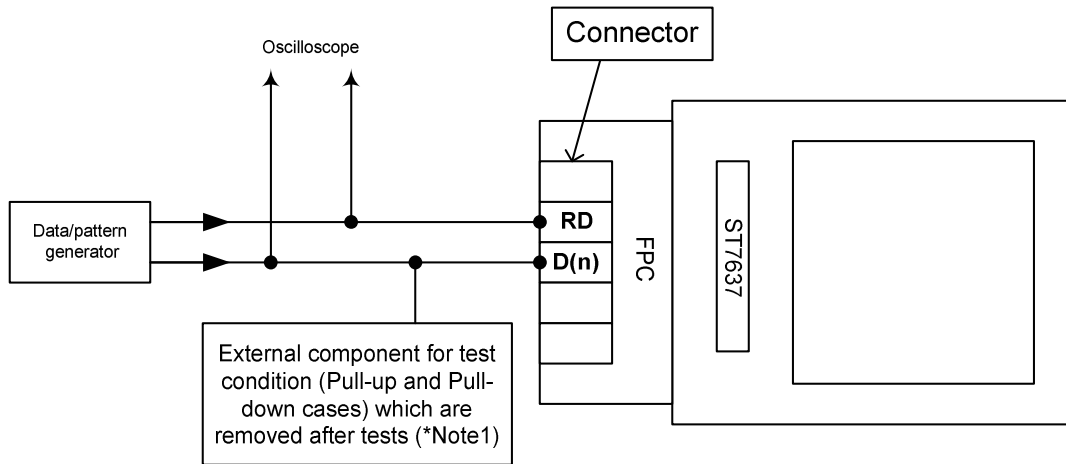 Connector
Oscilloscope
Data/pattern
generator
RD
D(n)
FPC
ST7637
External component for test
condition (Pull-up and Pull-
down cases) which are
removed after tests (*Note1)